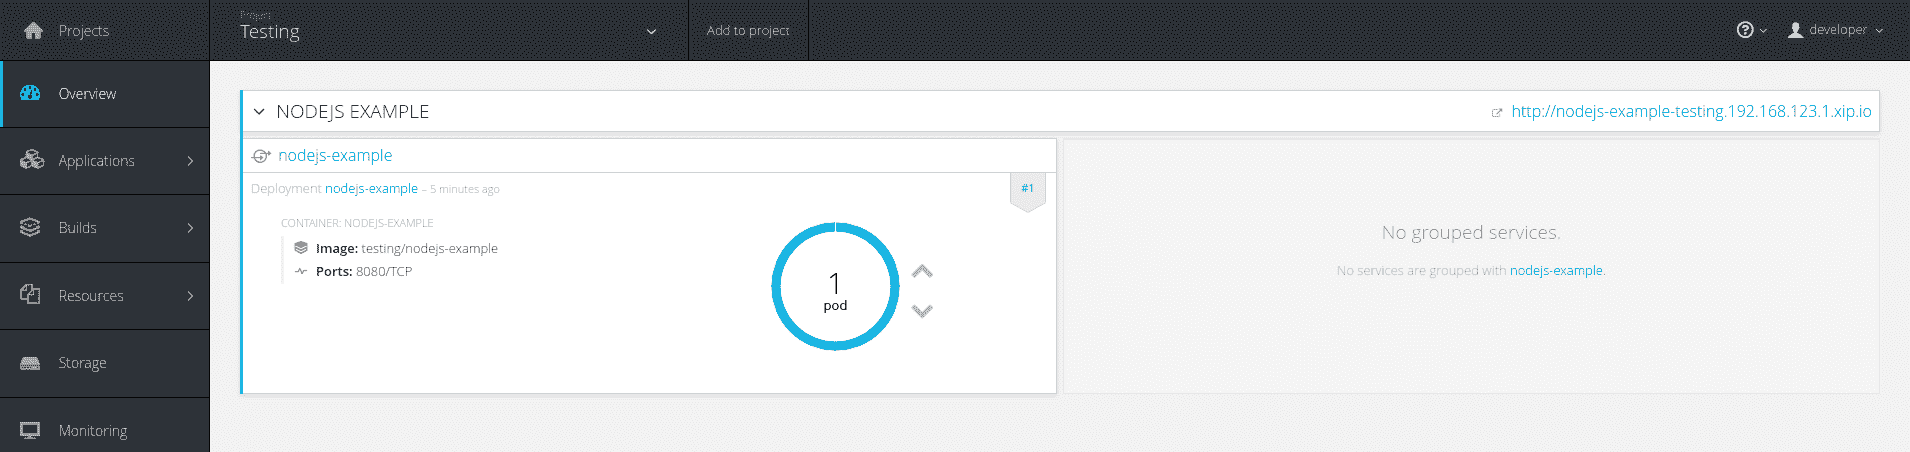 Projects
Project
Testing
Add to project
developer
Overview
Applications
Builds
Resources
Storage
Monitoring
NODEJS EXAMPLE
http://nodejs-example-testing.192.168.123.1.xip.io
nodejs-example
Deployment nodejs-example – 5 minutes ago
#1
CONTAINER: NODEJS-EXAMPLE
Image: testing/nodejs-example
Ports: 8080/TCP
1
pod
No grouped services.
No services are grouped with nodejs-example.